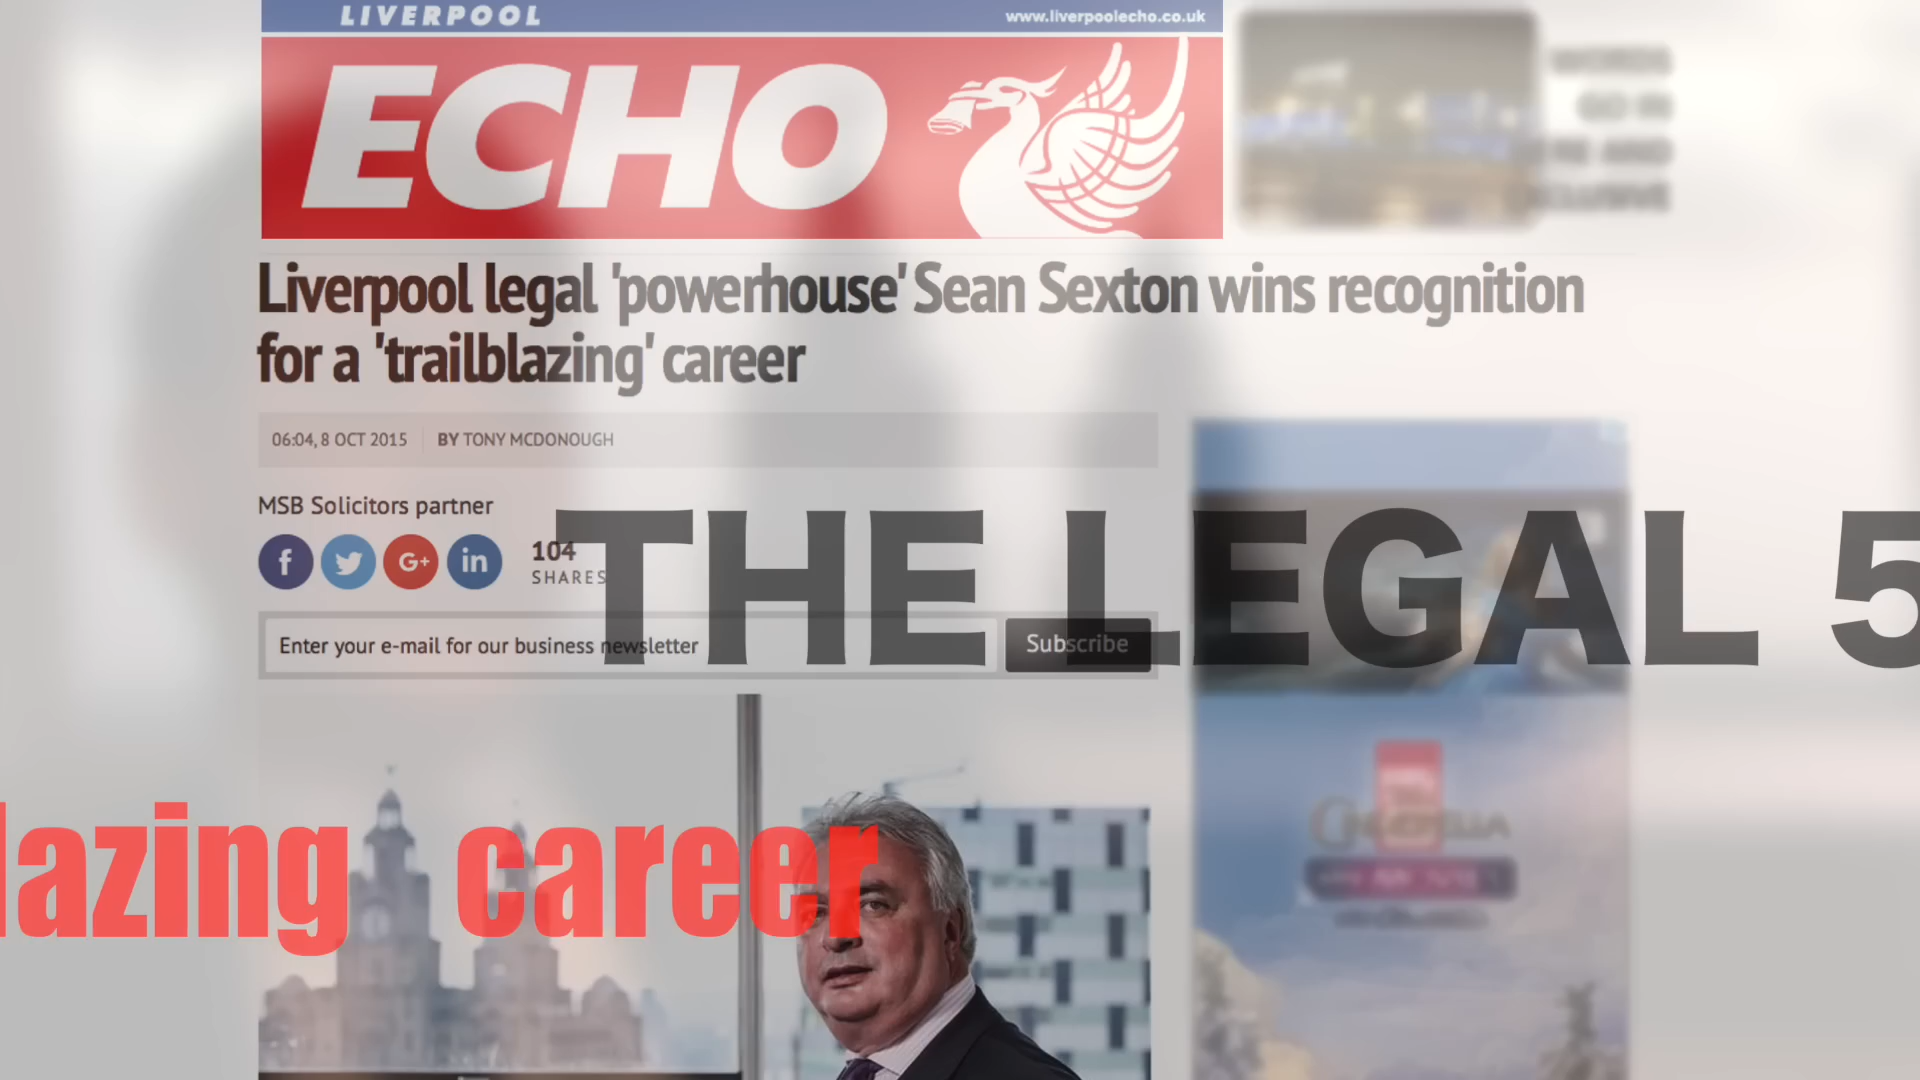 LIVERPOOL
www.liverpoolecho.co.uk
ECHO
Liverpool legal 'powerhouse' Sean Sexton wins recognition
for a 'trailblazing' career
06:04, 8 OCT 2015
BY TONY MCDONOUGH
MSB Solicitors partner
f
G+
in
104
SHARES
THE LEGAL 5
Enter your e-mail for our business newsletter
Subscribe
lazing career